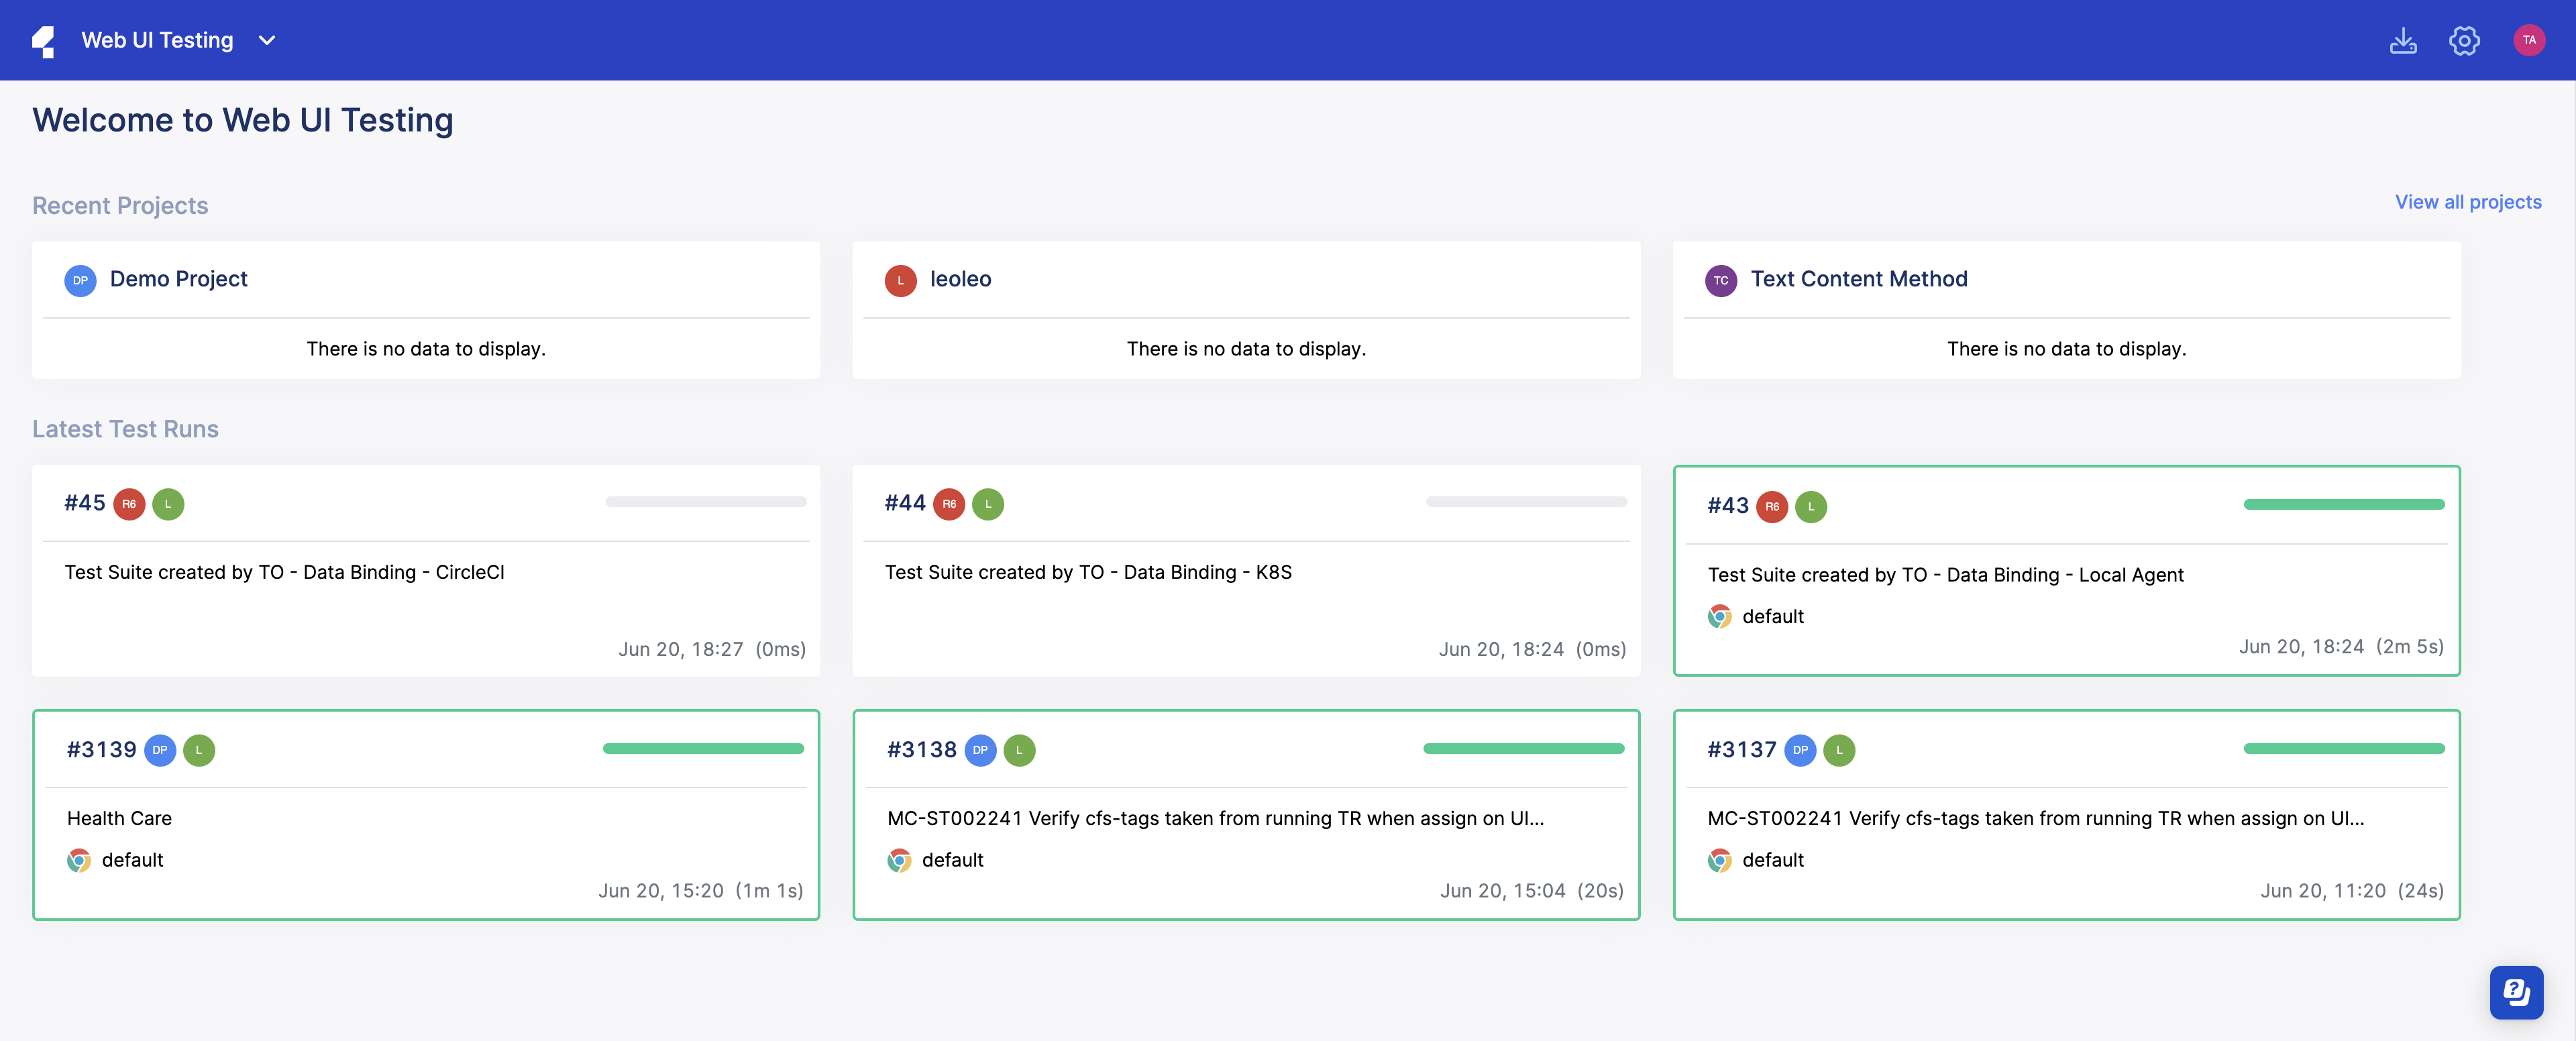 Web UI Testing
TA
Welcome to Web UI Testing
Recent Projects
View all projects
DP Demo Project
There is no data to display.
L leoleo
There is no data to display.
TC Text Content Method
There is no data to display.
Latest Test Runs
#45 R6 L
Test Suite created by TO - Data Binding - CircleCI
Jun 20, 18:27 (0ms)
#44 R6 L
Test Suite created by TO - Data Binding - K8S
Jun 20, 18:24 (0ms)
#43 R6 L
Test Suite created by TO - Data Binding - Local Agent
default
Jun 20, 18:24 (2m 5s)
#3139 DP L
Health Care
default
Jun 20, 15:20 (1m 1s)
#3138 DP L
MC-ST002241 Verify cfs-tags taken from running TR when assign on UI...
default
Jun 20, 15:04 (20s)
#3137 DP L
MC-ST002241 Verify cfs-tags taken from running TR when assign on UI...
default
Jun 20, 11:20 (24s)
?